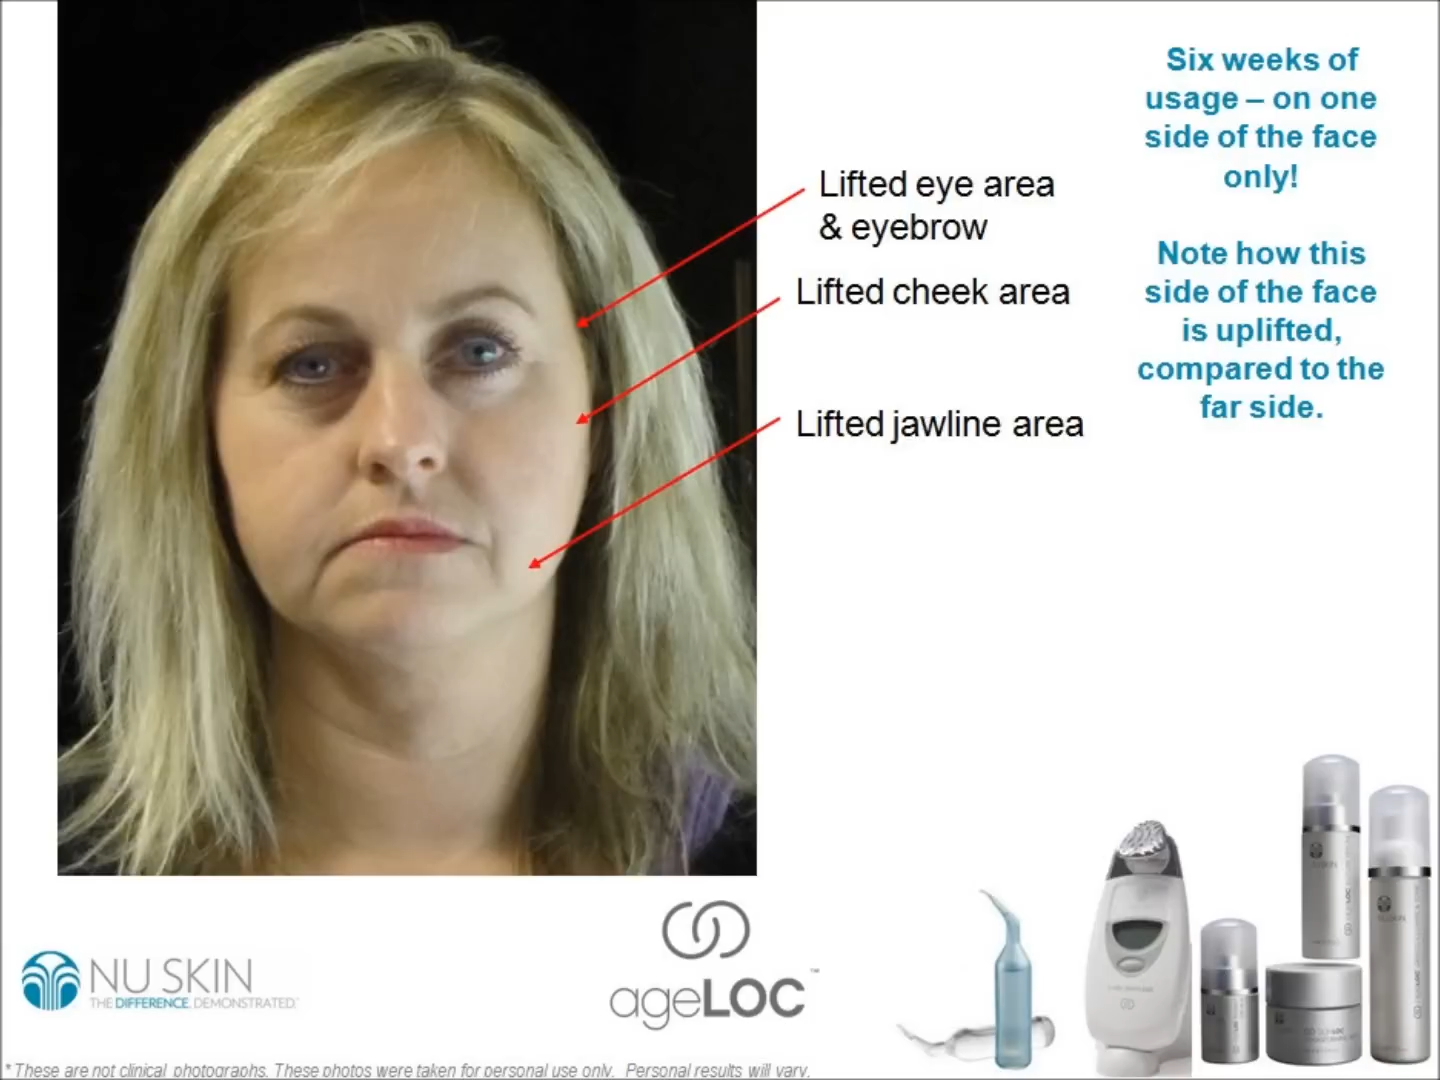 Six weeks of
usage – on one
side of the face
only!
Note how this
side of the face
is uplifted,
compared to the
far side.
Lifted eye area
& eyebrow
Lifted cheek area
Lifted jawline area
NU SKIN
THE DIFFERENCE. DEMONSTRATED.
ageLOC™
* These are not clinical photographs. These photos were taken for personal use only. Personal results will vary.